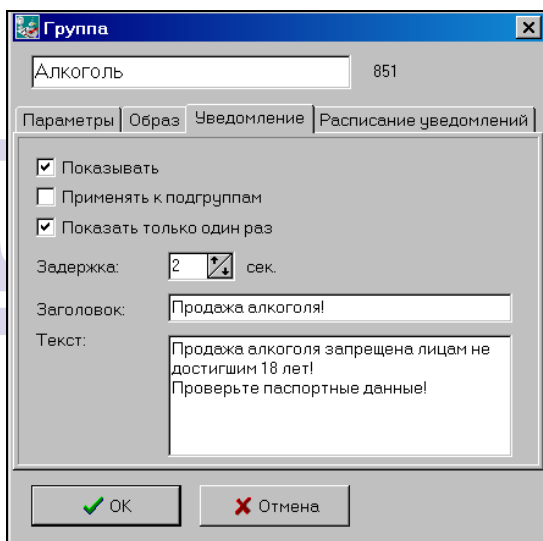 Группа
Алкоголь 851
Параметры Образ Уведомление Расписание уведомлений
Показывать
Применять к подгруппам
Показать только один раз
Задержка: 2 сек.
Заголовок: Продажа алкоголя!
Текст: Продажа алкоголя запрещена лицам не
достигшим 18 лет!
Проверьте паспортные данные!
ОК Отмена